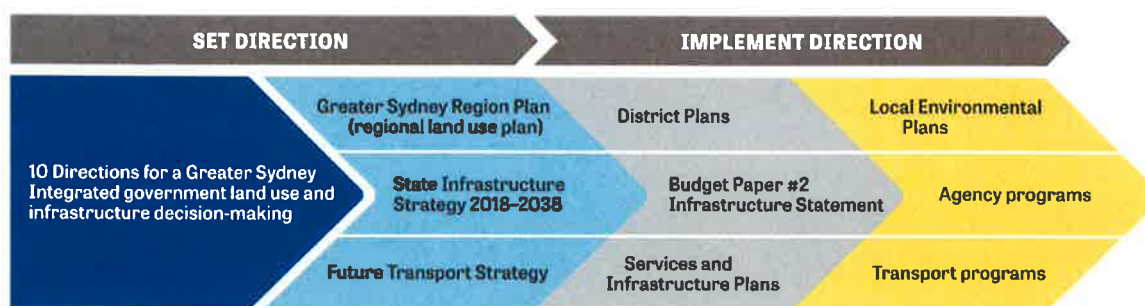 SET DIRECTION
IMPLEMENT DIRECTION
10 Directions for a Greater Sydney
Integrated government land use and
infrastructure decision-making
Greater Sydney Region Plan
(regional land use plan)
District Plans
Local Environmental
Plans
State Infrastructure
Strategy 2018–2038
Budget Paper #2
Infrastructure Statement
Agency programs
Future Transport Strategy
Services and
Infrastructure Plans
Transport programs